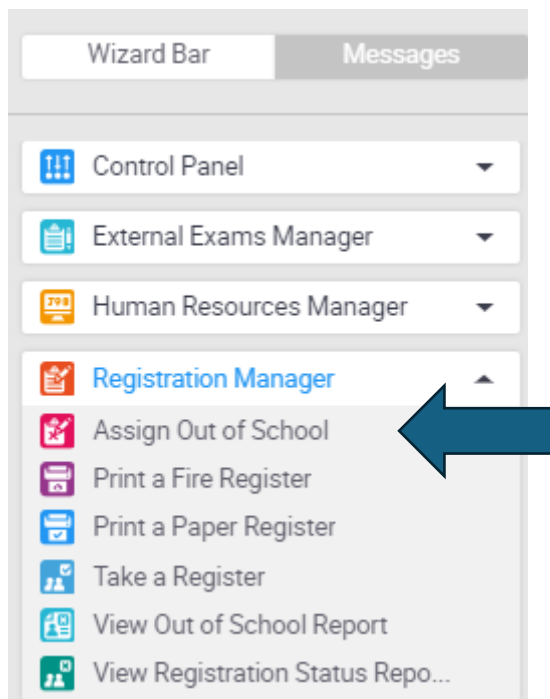 Wizard Bar
Messages
Control Panel
External Exams Manager
Human Resources Manager
Registration Manager
Assign Out of School
Print a Fire Register
Print a Paper Register
Take a Register
View Out of School Report
View Registration Status Repo...